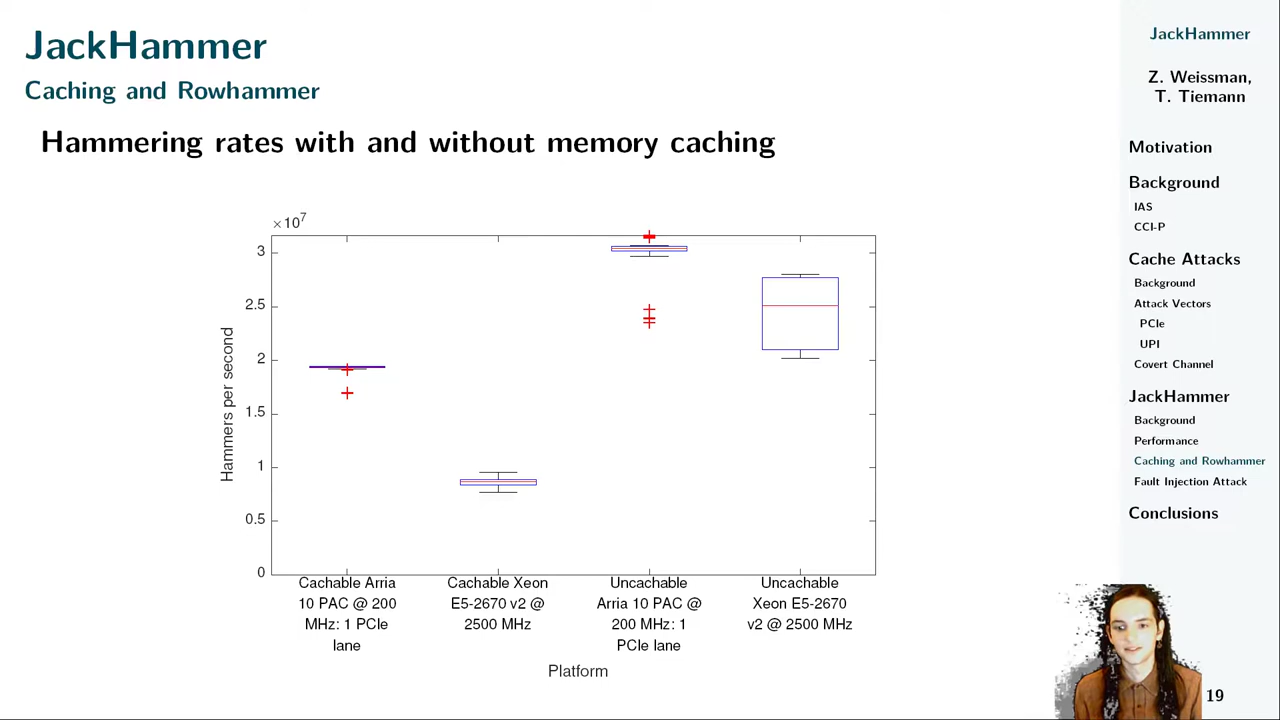 JackHammer
Caching and Rowhammer
Hammering rates with and without memory caching
×10⁷
3
2.5
2
1.5
1
0.5
0
Hammers per second
Cachable Arria
10 PAC @ 200
MHz: 1 PCIe
lane
Cachable Xeon
E5-2670 v2 @
2500 MHz
Uncachable
Arria 10 PAC @
200 MHz: 1
PCIe lane
Uncachable
Xeon E5-2670
v2 @ 2500 MHz
Platform
JackHammer
Z. Weissman,
T. Tiemann
Motivation
Background
IAS
CCI-P
Cache Attacks
Background
Attack Vectors
PCIe
UPI
Covert Channel
JackHammer
Background
Performance
Caching and Rowhammer
Fault Injection Attack
Conclusions
19